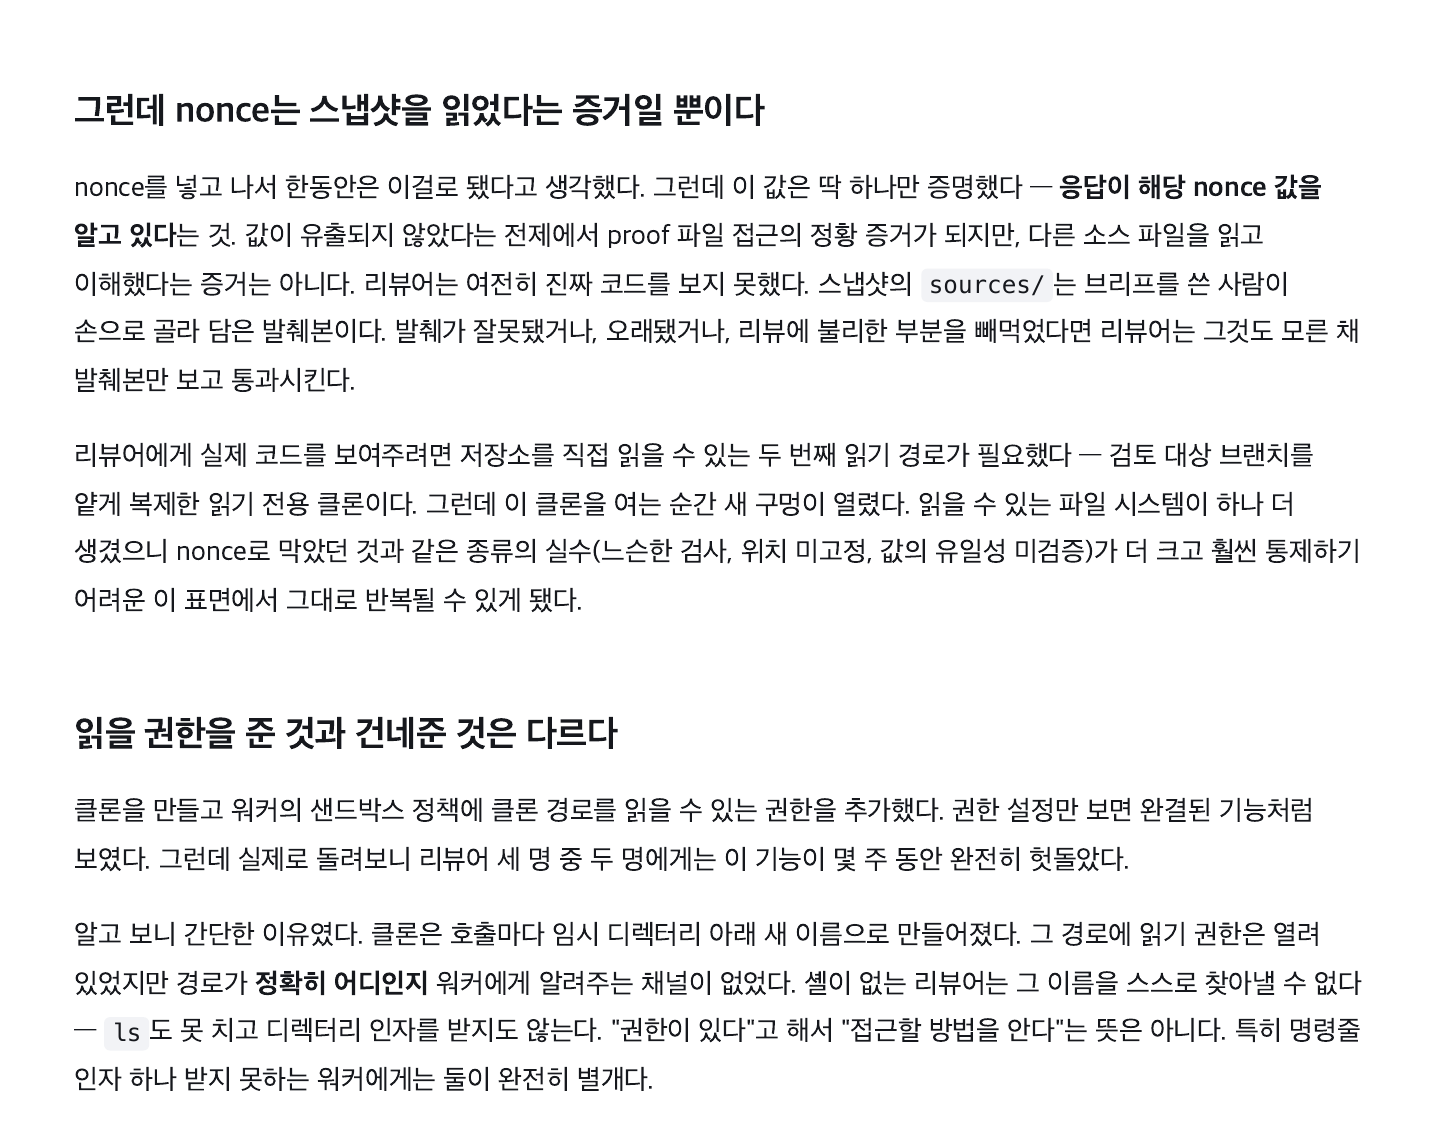 그런데 nonce는 스냅샷을 읽었다는 증거일 뿐이다
nonce를 넣고 나서 한동안은 이걸로 됐다고 생각했다. 그런데 이 값은 딱 하나만 증명했다 — 응답이 해당 nonce 값을
알고 있다는 것. 값이 유출되지 않았다는 전제에서 proof 파일 접근의 정황 증거가 되지만, 다른 소스 파일을 읽고
이해했다는 증거는 아니다. 리뷰어는 여전히 진짜 코드를 보지 못했다. 스냅샷의 sources/는 브리프를 쓴 사람이
손으로 골라 담은 발췌본이다. 발췌가 잘못됐거나, 오래됐거나, 리뷰에 불리한 부분을 빼먹었다면 리뷰어는 그것도 모른 채
발췌본만 보고 통과시킨다.
리뷰어에게 실제 코드를 보여주려면 저장소를 직접 읽을 수 있는 두 번째 읽기 경로가 필요했다 — 검토 대상 브랜치를
얕게 복제한 읽기 전용 클론이다. 그런데 이 클론을 여는 순간 새 구멍이 열렸다. 읽을 수 있는 파일 시스템이 하나 더
생겼으니 nonce로 막았던 것과 같은 종류의 실수(느슨한 검사, 위치 미고정, 값의 유일성 미검증)가 더 크고 훨씬 통제하기
어려운 이 표면에서 그대로 반복될 수 있게 됐다.
읽을 권한을 준 것과 건네준 것은 다르다
클론을 만들고 워커의 샌드박스 정책에 클론 경로를 읽을 수 있는 권한을 추가했다. 권한 설정만 보면 완결된 기능처럼
보였다. 그런데 실제로 돌려보니 리뷰어 세 명 중 두 명에게는 이 기능이 몇 주 동안 완전히 헛돌았다.
알고 보니 간단한 이유였다. 클론은 호출마다 임시 디렉터리 아래 새 이름으로 만들어졌다. 그 경로에 읽기 권한은 열려
있었지만 경로가 정확히 어디인지 워커에게 알려주는 채널이 없었다. 셸이 없는 리뷰어는 그 이름을 스스로 찾아낼 수 없다
— ls도 못 치고 디렉터리 인자를 받지도 않는다. "권한이 있다"고 해서 "접근할 방법을 안다"는 뜻은 아니다. 특히 명령줄
인자 하나 받지 못하는 워커에게는 둘이 완전히 별개다.